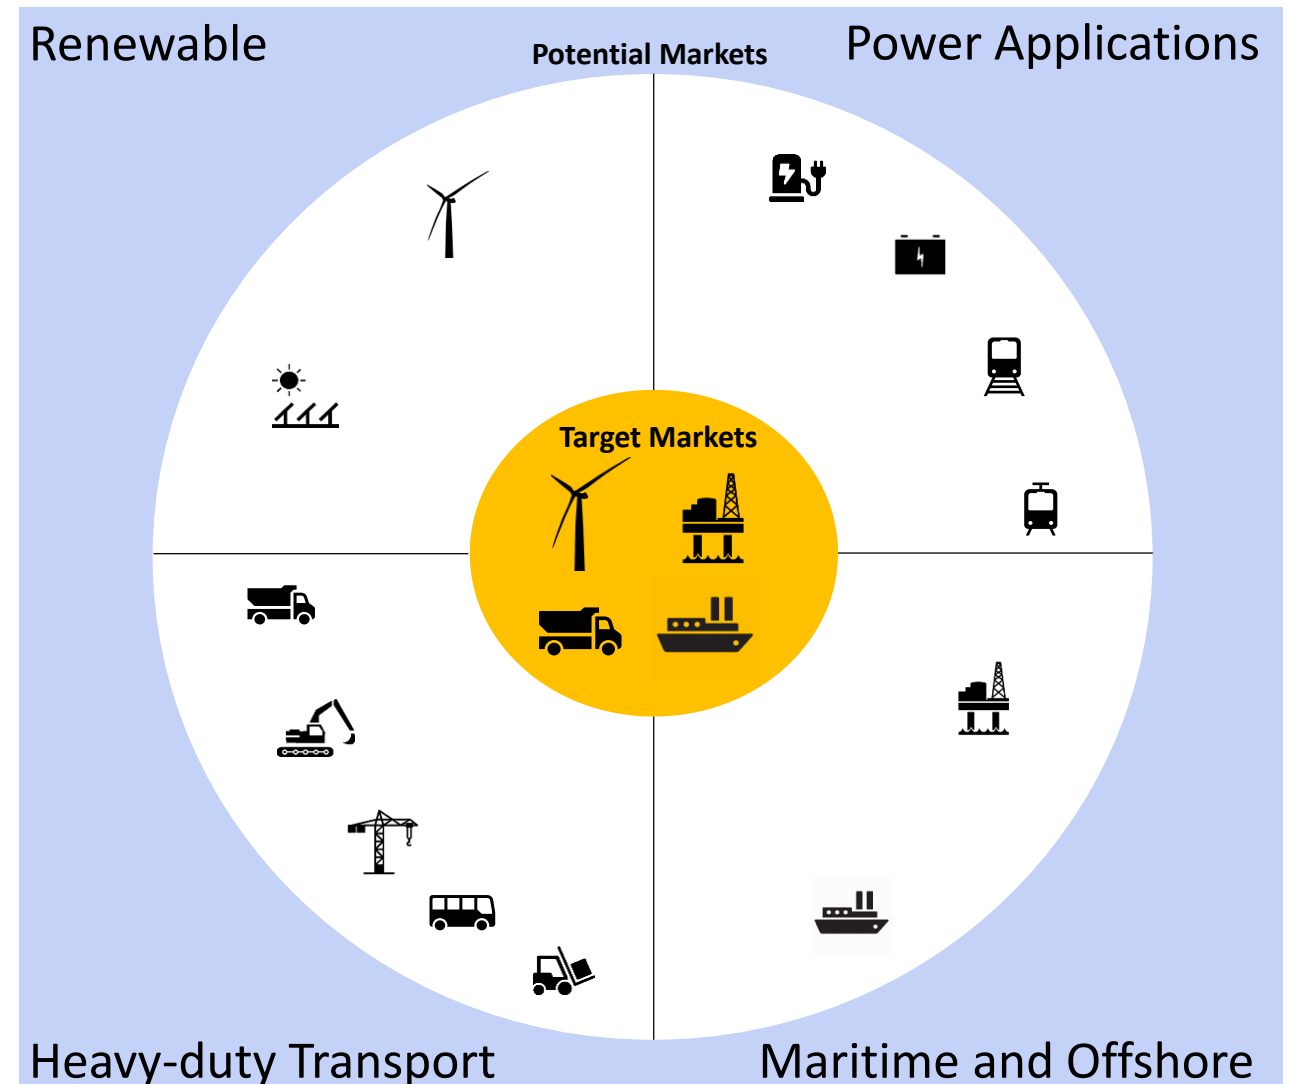 Renewable
Potential Markets
Power Applications
Target Markets
Heavy-duty Transport
Maritime and Offshore